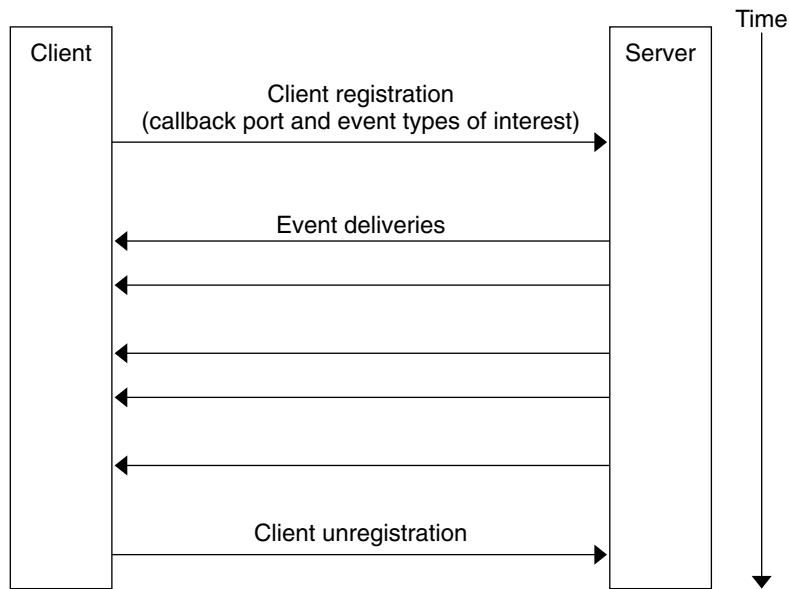 Time
Client
Server
Client registration
(callback port and event types of interest)
Event deliveries
Client unregistration